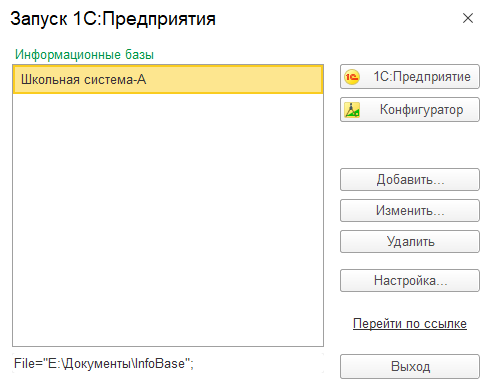 Запуск 1С:Предприятия
Информационные базы
Школьная система-А
1С:Предприятие
Конфигуратор
Добавить...
Изменить...
Удалить
Настройка...
Перейти по ссылке
File="E:\Документы\InfoBase";
Выход